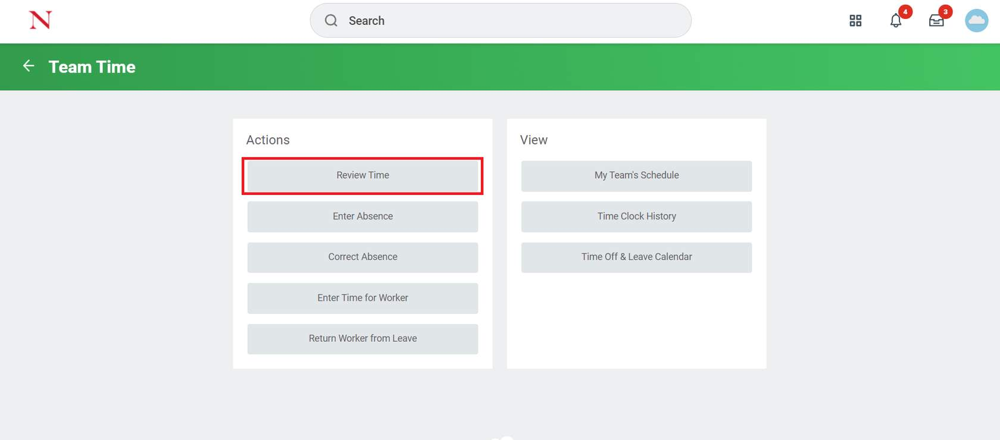 N
Search
4
3
Team Time
Actions
Review Time
Enter Absence
Correct Absence
Enter Time for Worker
Return Worker from Leave
View
My Team's Schedule
Time Clock History
Time Off & Leave Calendar